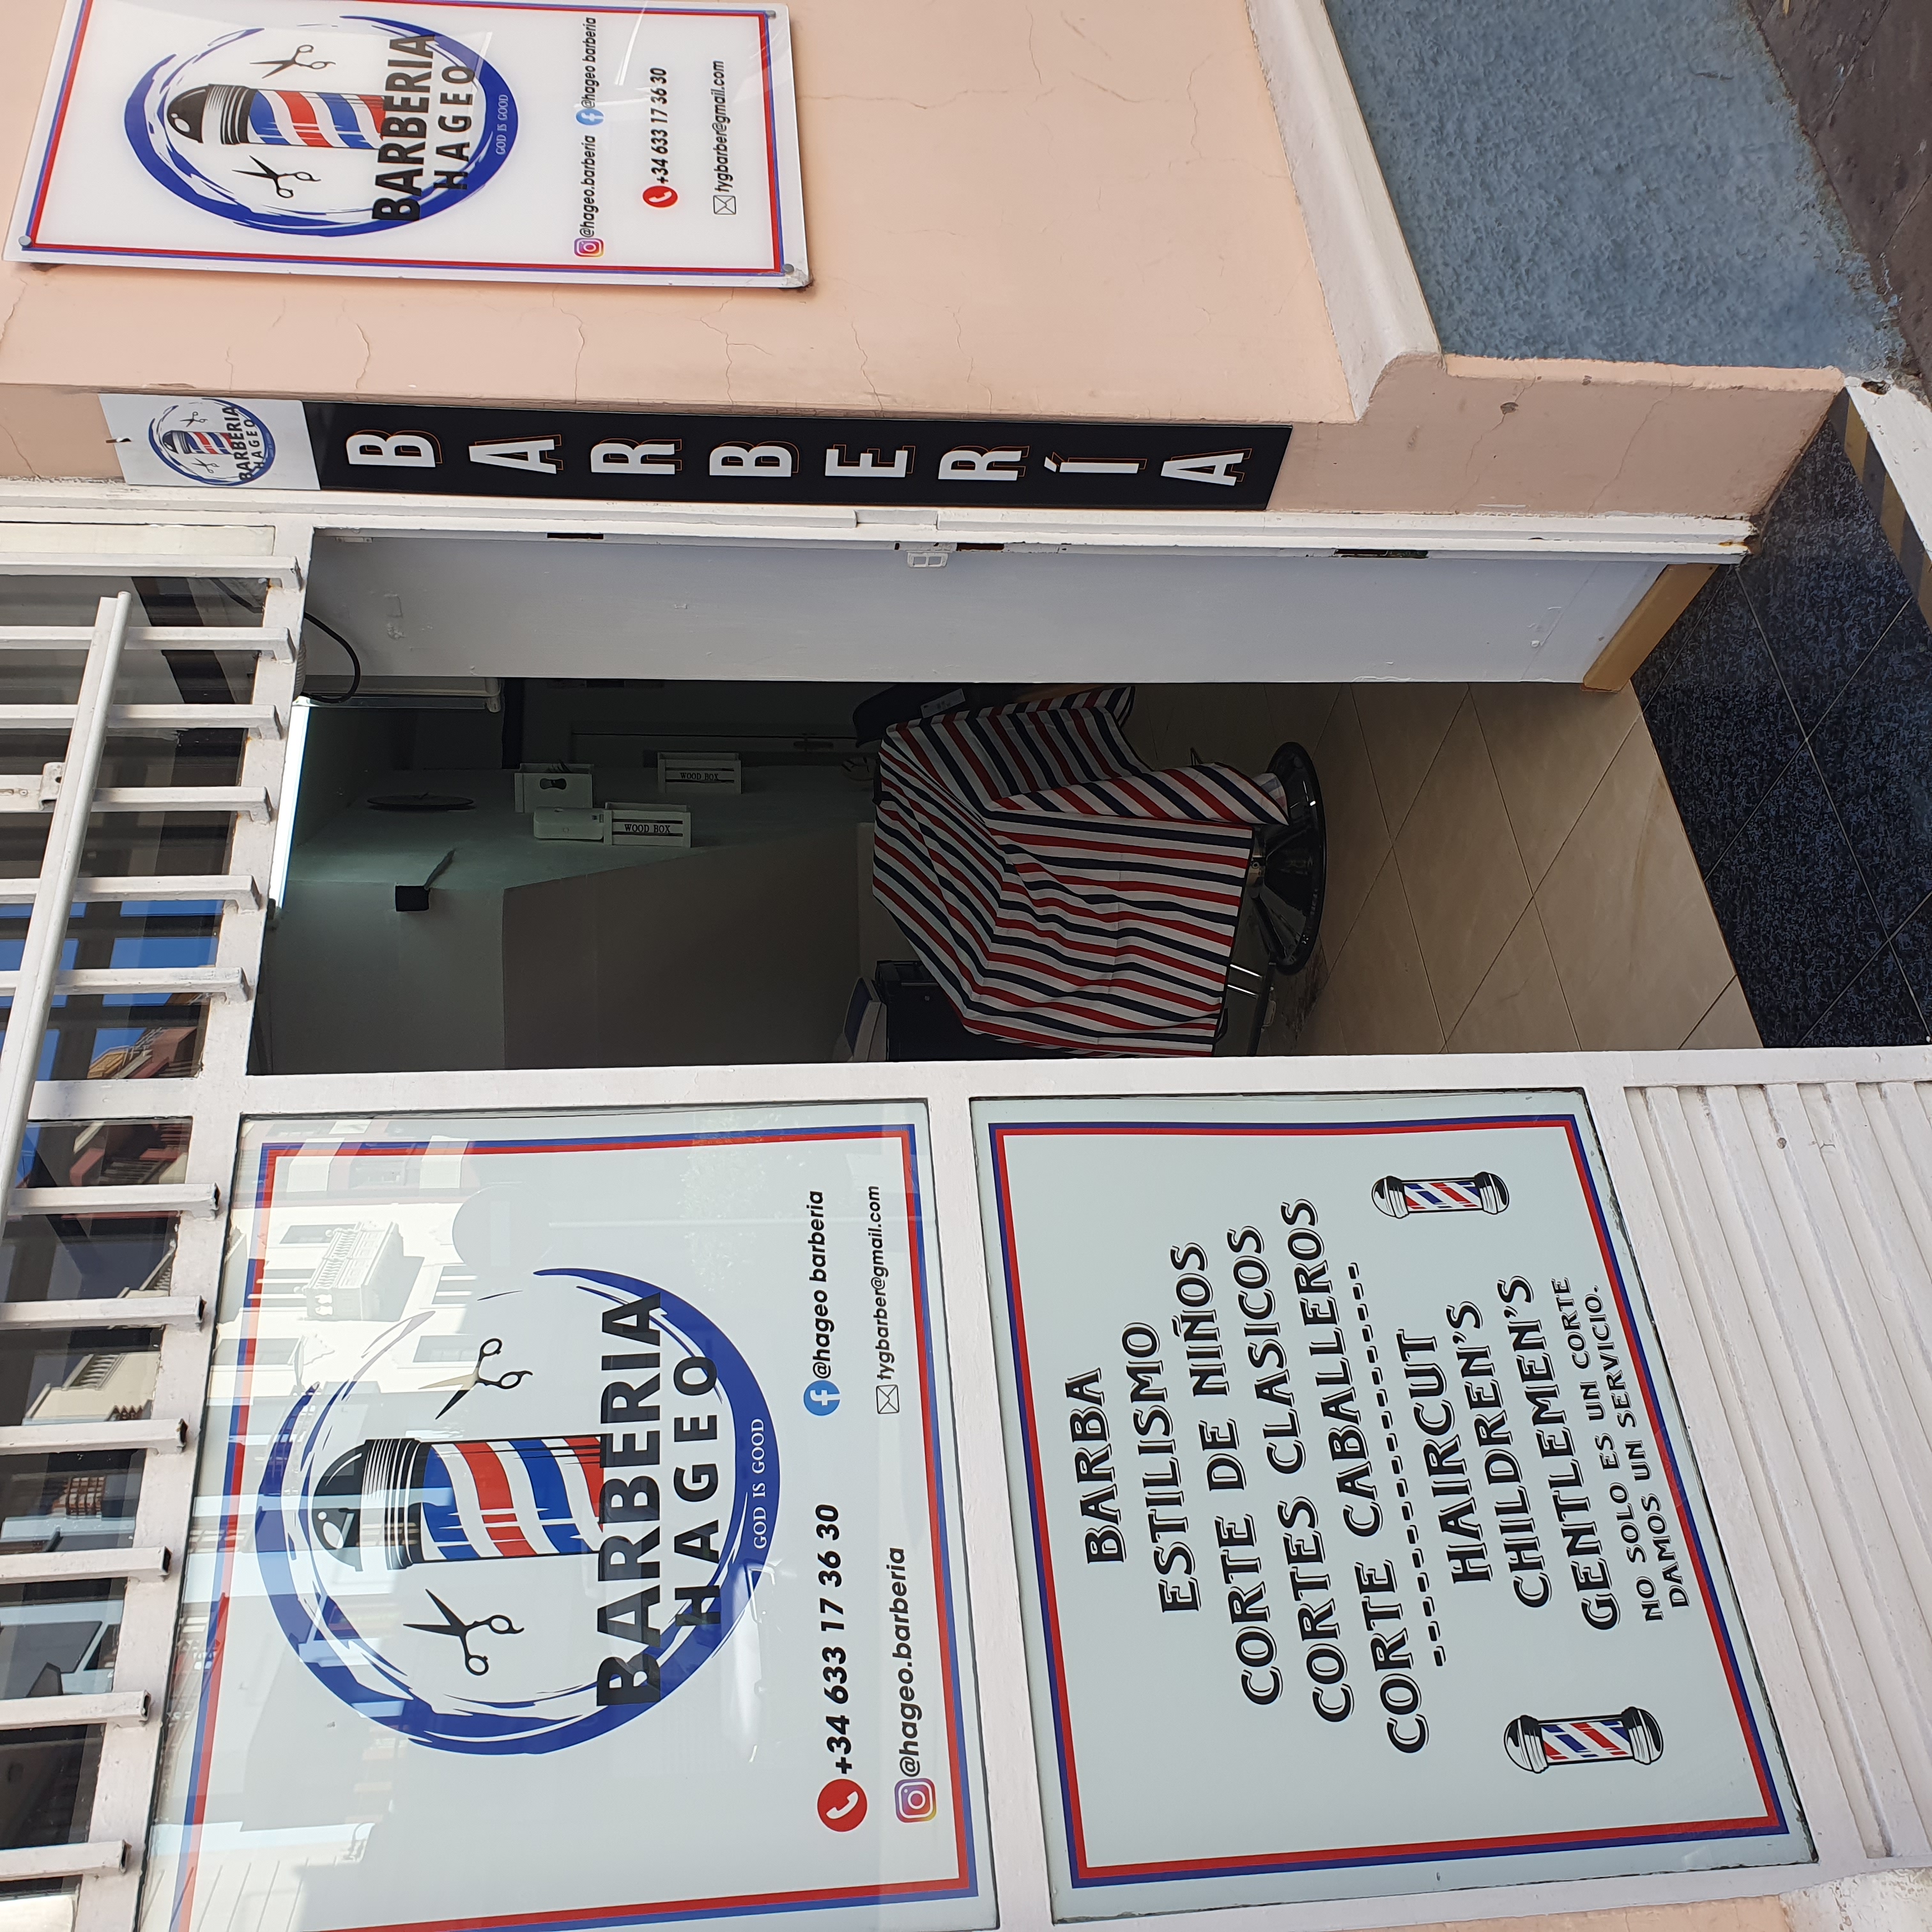 BARBERIA
HAGEO
GOD IS GOOD
+34 633 17 36 30
@hageo barberia
@hageo.barberia
tygbarber@gmail.com
BARBA
ESTILISMO
CORTE DE NIÑOS
CORTES CLASICOS
CORTE CABALLEROS
HAIRCUT
CHILDREN'S
GENTLEMEN'S
NO SOLO ES UN CORTE
DAMOS UN SERVICIO.
WOOD BOX
WOOD BOX
BARBERIA
HAGEO
BARBERÍA
BARBERIA
HAGEO
GOD IS GOOD
@hageo.barberia @hageo barberia
+34 633 17 36 30
tygbarber@gmail.com